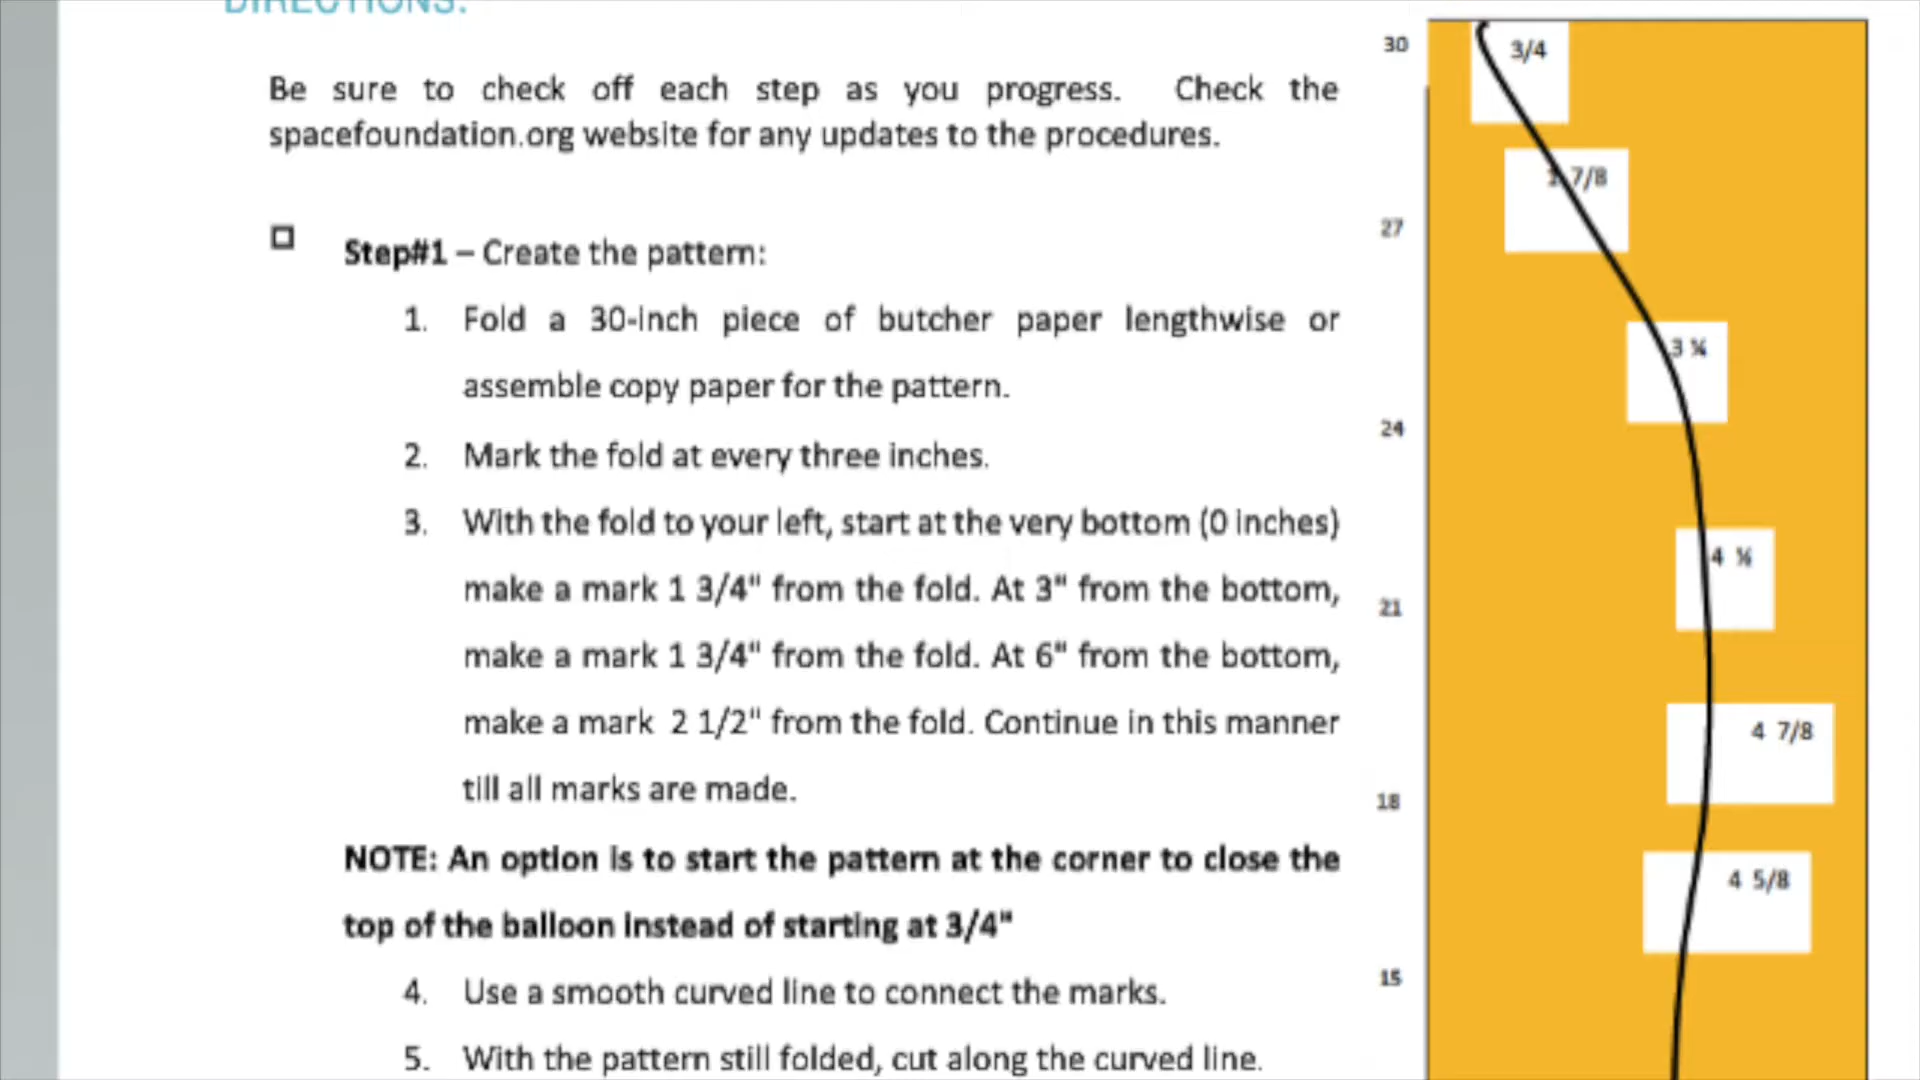 DIRECTIONS:
Be sure to check off each step as you progress. Check the
spacefoundation.org website for any updates to the procedures.
Step#1 – Create the pattern:
1. Fold a 30-inch piece of butcher paper lengthwise or
assemble copy paper for the pattern.
2. Mark the fold at every three inches.
3. With the fold to your left, start at the very bottom (0 inches)
make a mark 1 3/4" from the fold. At 3" from the bottom,
make a mark 1 3/4" from the fold. At 6" from the bottom,
make a mark 2 1/2" from the fold. Continue in this manner
till all marks are made.
NOTE: An option is to start the pattern at the corner to close the
top of the balloon instead of starting at 3/4"
4. Use a smooth curved line to connect the marks.
5. With the pattern still folded, cut along the curved line.
30
3/4
1 7/8
27
3
24
4
21
4 7/8
18
4 5/8
15